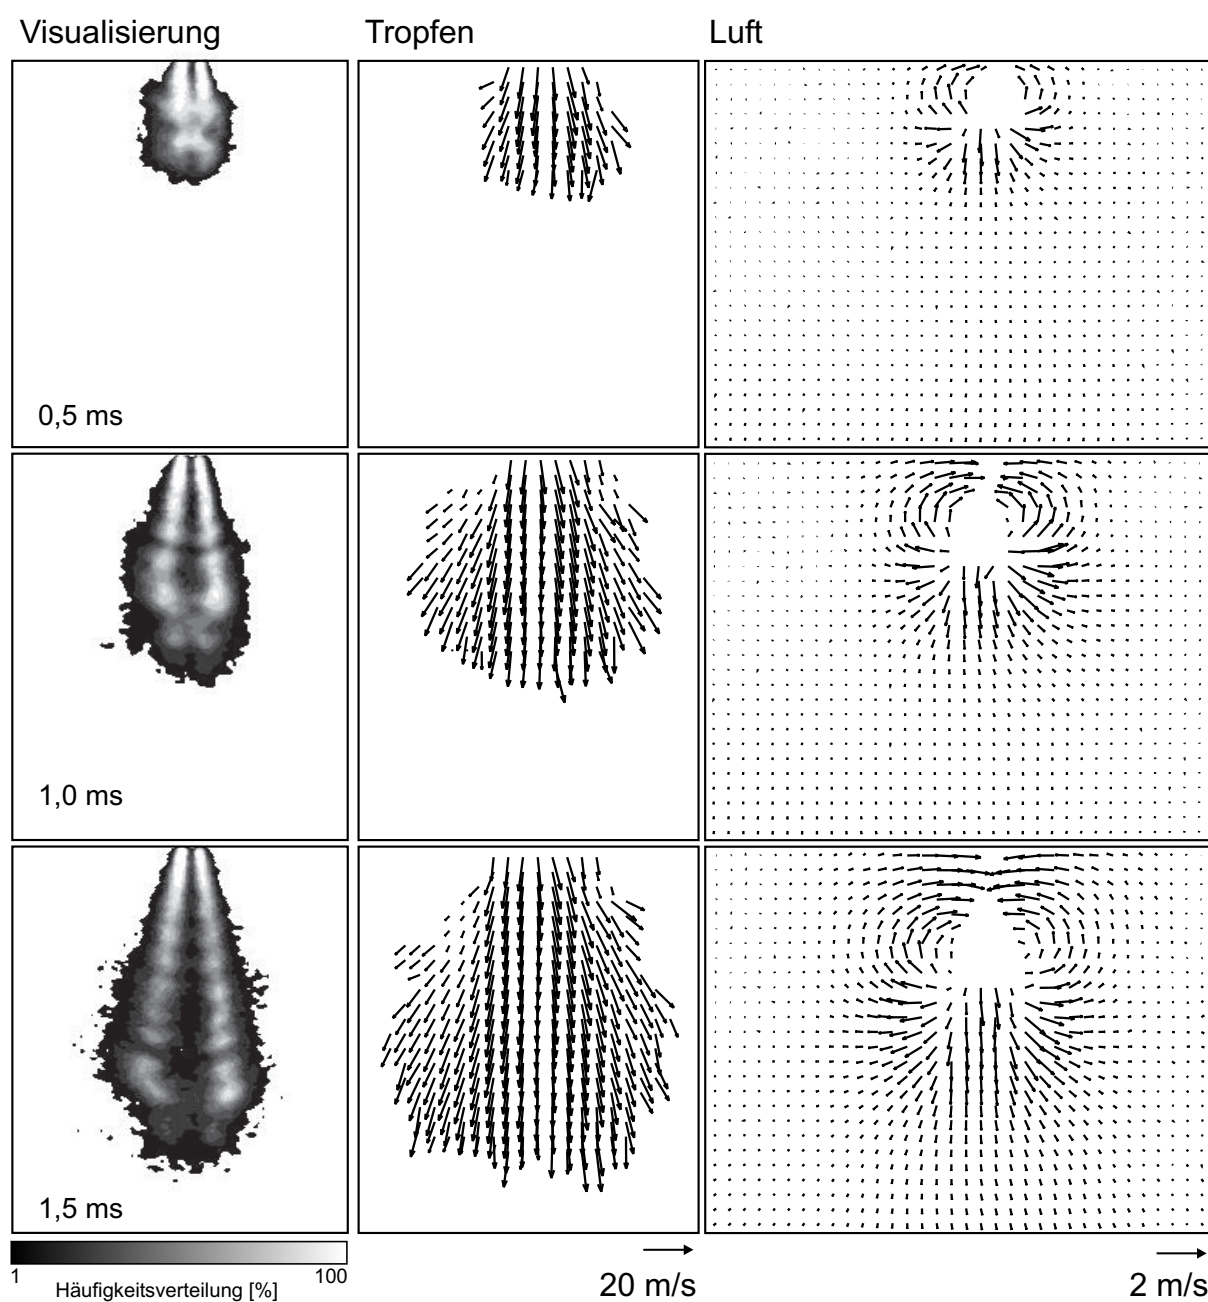 Visualisierung Tropfen Luft
0,5 ms
1,0 ms
1,5 ms
1 100
Häufigkeitsverteilung [%]
20 m/s 2 m/s